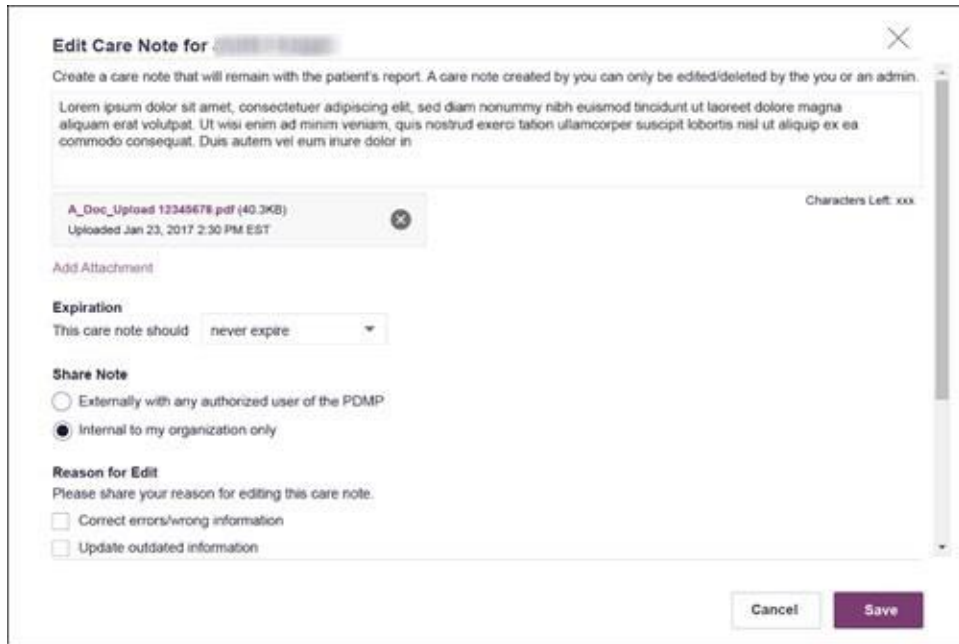 Edit Care Note for
Create a care note that will remain with the patient's report. A care note created by you can only be edited/deleted by the you or an admin.
Lorem ipsum dolor sit amet, consectetuer adipiscing elit, sed diam nonummy nibh euismod tincidunt ut laoreet dolore magna
aliquam erat volutpat. Ut wisi enim ad minim veniam, quis nostrud exerci tation ullamcorper suscipit lobortis nisl ut aliquip ex ea
commodo consequat. Duis autem vel eum iriure dolor in
A_Doc_Upload 12345678.pdf (40.3KB)
Uploaded Jan 23, 2017 2:30 PM EST
Characters Left: xxx
Add Attachment
Expiration
This care note should never expire
Share Note
Externally with any authorized user of the PDMP
Internal to my organization only
Reason for Edit
Please share your reason for editing this care note.
Correct errors/wrong information
Update outdated information
Cancel Save